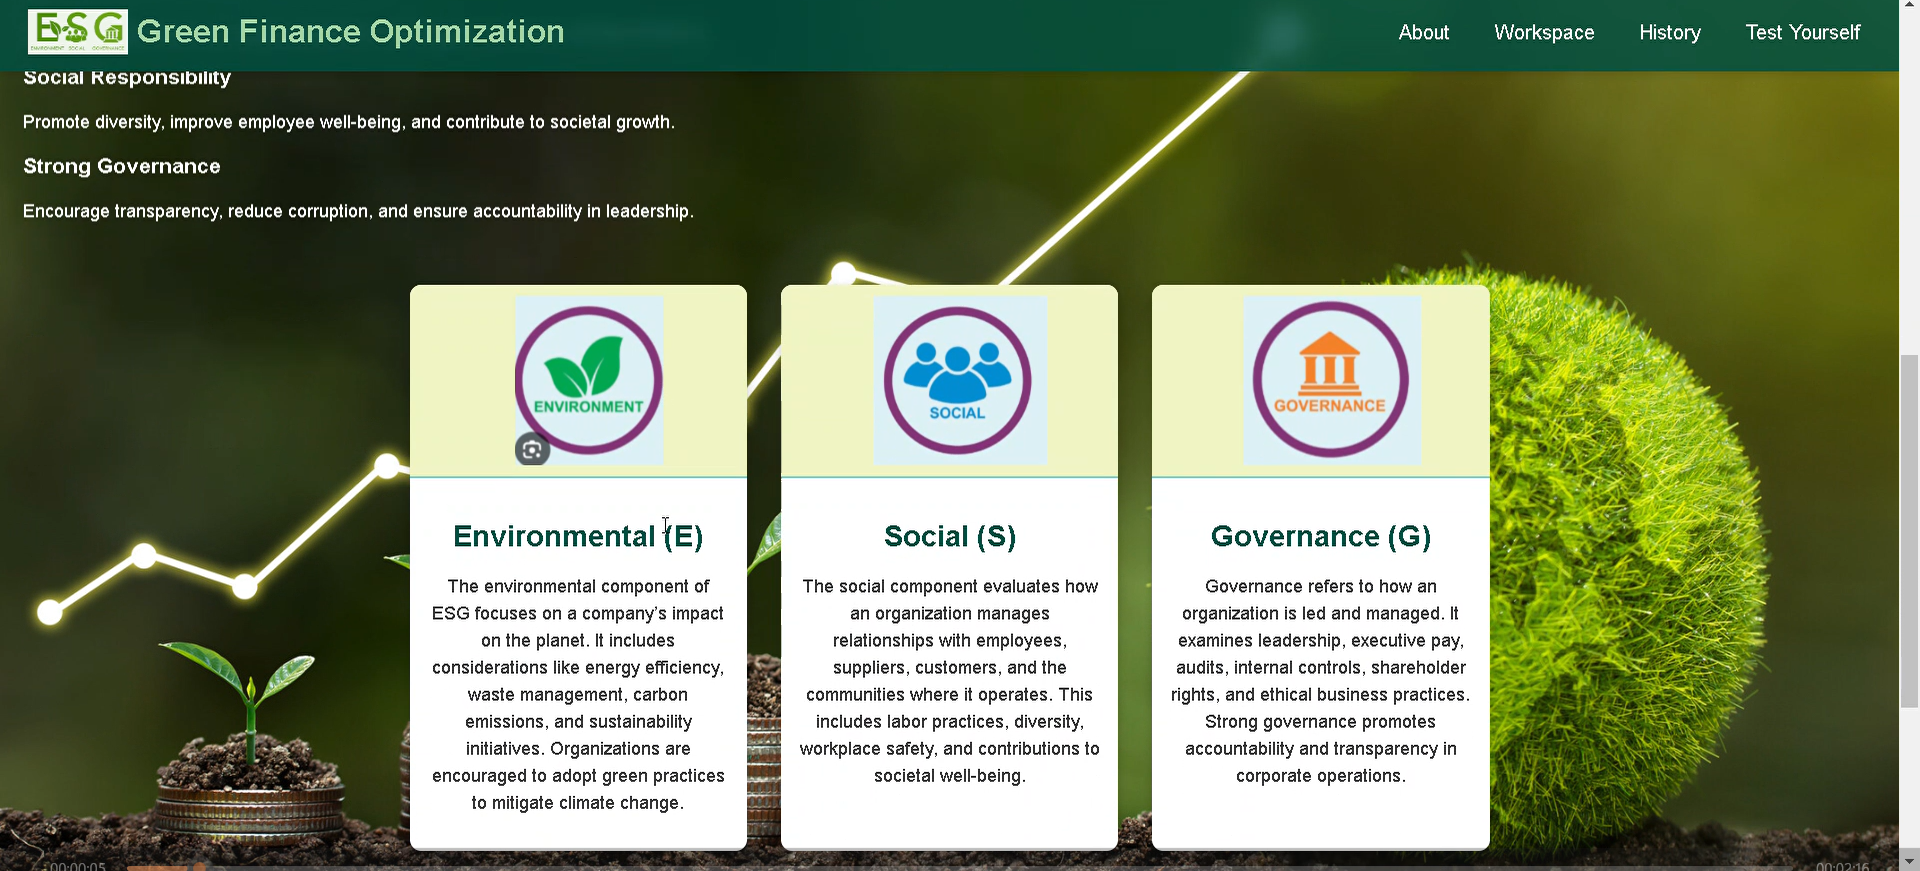 ESG
ENVIRONMENT SOCIAL GOVERNANCE
Green Finance Optimization
About
Workspace
History
Test Yourself
Social Responsibility
Promote diversity, improve employee well-being, and contribute to societal growth.
Strong Governance
Encourage transparency, reduce corruption, and ensure accountability in leadership.
ENVIRONMENT
Environmental (E)
The environmental component of
ESG focuses on a company's impact
on the planet. It includes
considerations like energy efficiency,
waste management, carbon
emissions, and sustainability
initiatives. Organizations are
encouraged to adopt green practices
to mitigate climate change.
SOCIAL
Social (S)
The social component evaluates how
an organization manages
relationships with employees,
suppliers, customers, and the
communities where it operates. This
includes labor practices, diversity,
workplace safety, and contributions to
societal well-being.
GOVERNANCE
Governance (G)
Governance refers to how an
organization is led and managed. It
examines leadership, executive pay,
audits, internal controls, shareholder
rights, and ethical business practices.
Strong governance promotes
accountability and transparency in
corporate operations.
00:00:05
00:02:16